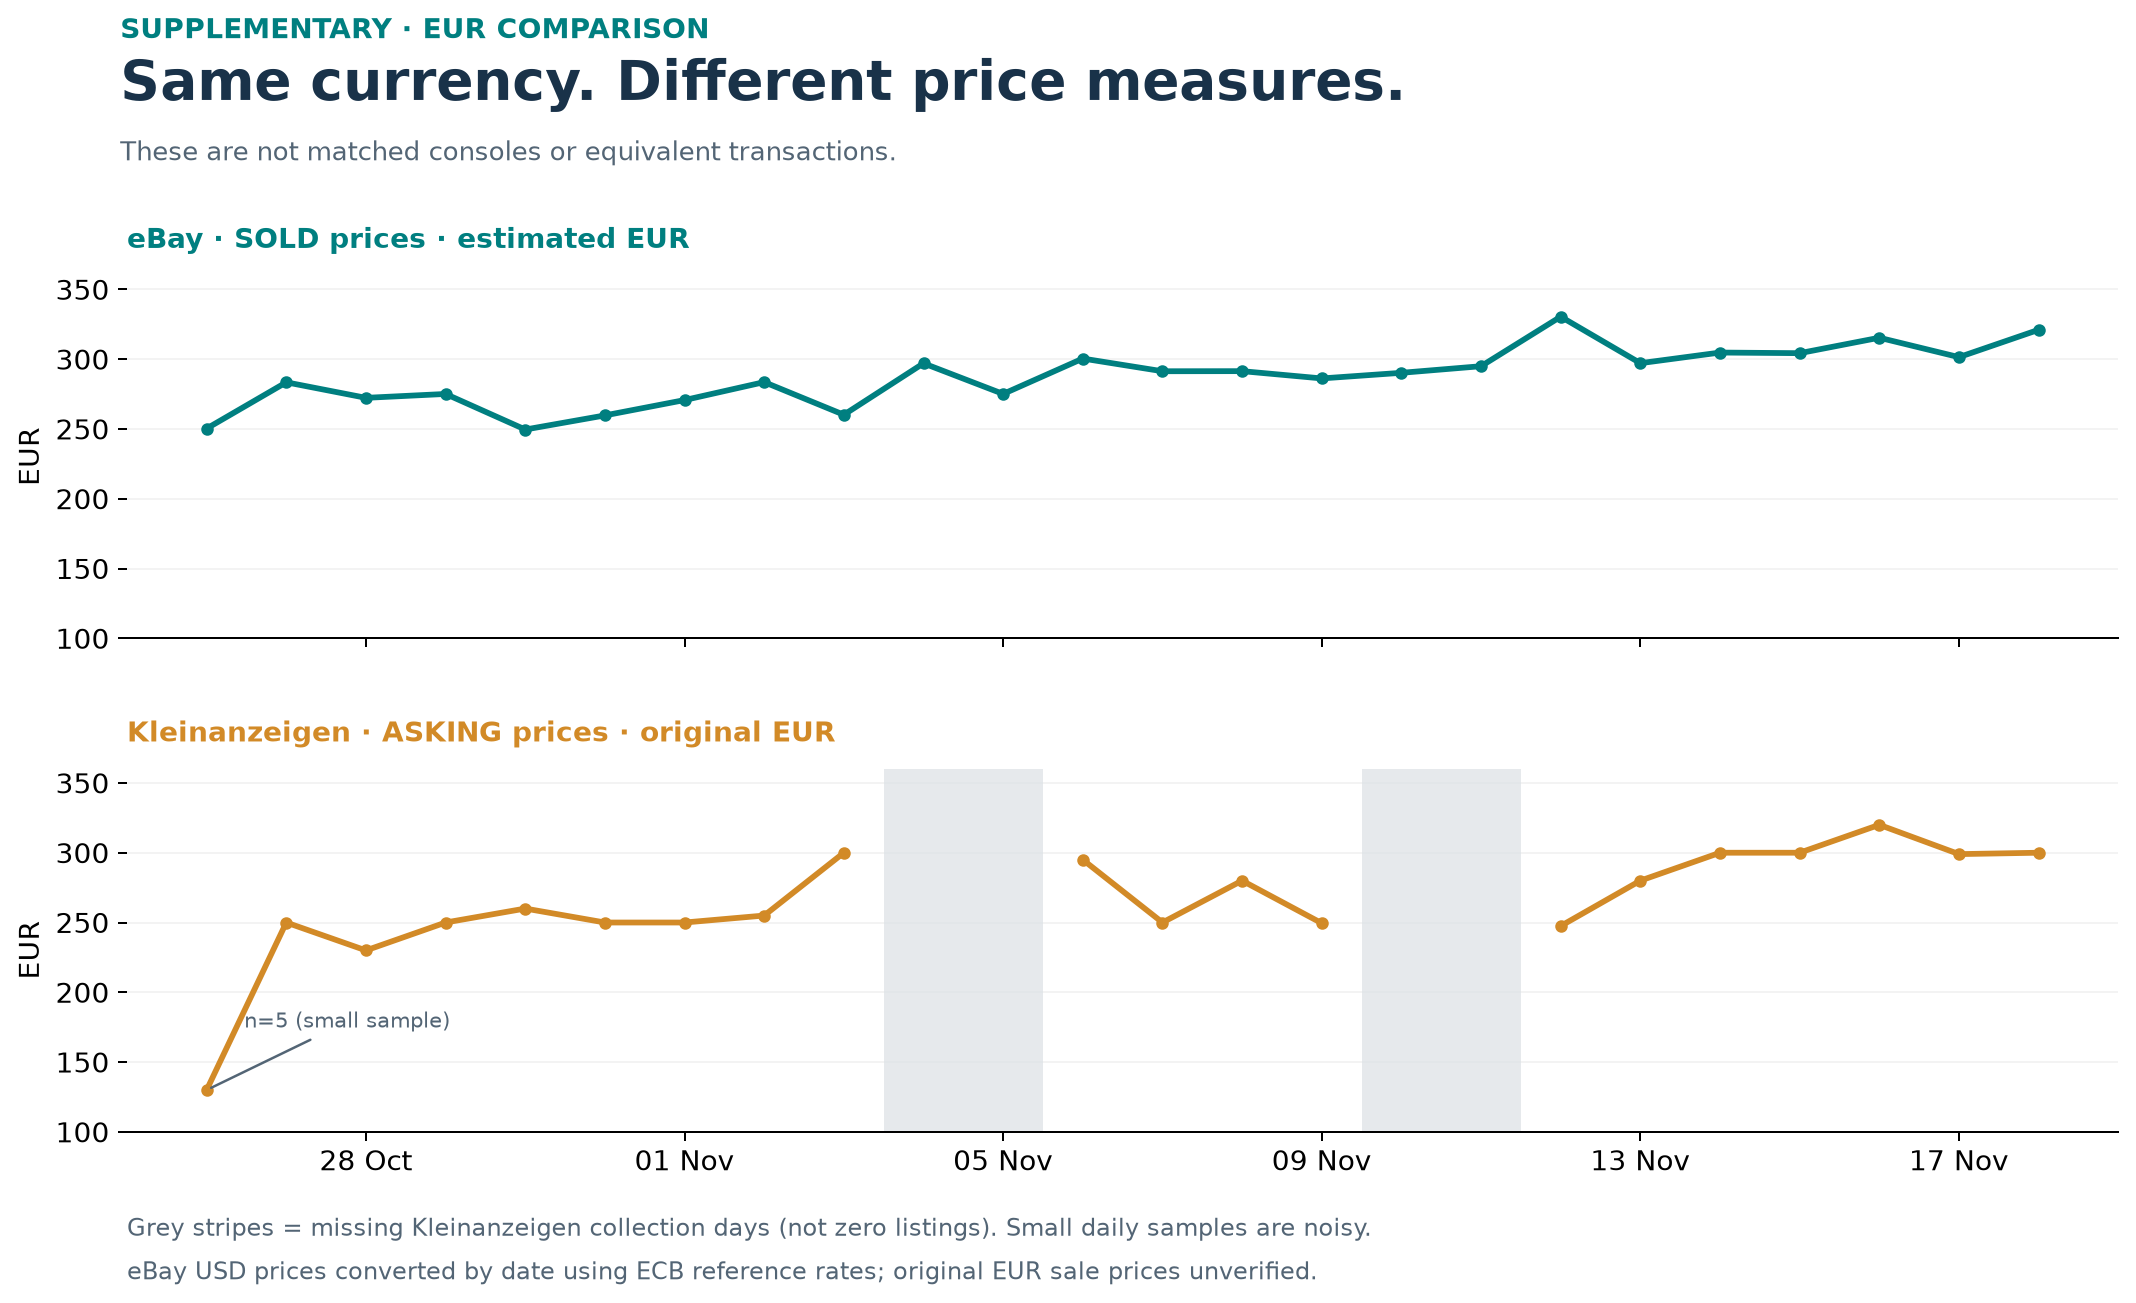 SUPPLEMENTARY · EUR COMPARISON
Same currency. Different price measures.
These are not matched consoles or equivalent transactions.
eBay · SOLD prices · estimated EUR
350
300
250
200
150
100
EUR
Kleinanzeigen · ASKING prices · original EUR
350
300
250
200
150
100
EUR
n=5 (small sample)
28 Oct
01 Nov
05 Nov
09 Nov
13 Nov
17 Nov
Grey stripes = missing Kleinanzeigen collection days (not zero listings). Small daily samples are noisy.
eBay USD prices converted by date using ECB reference rates; original EUR sale prices unverified.